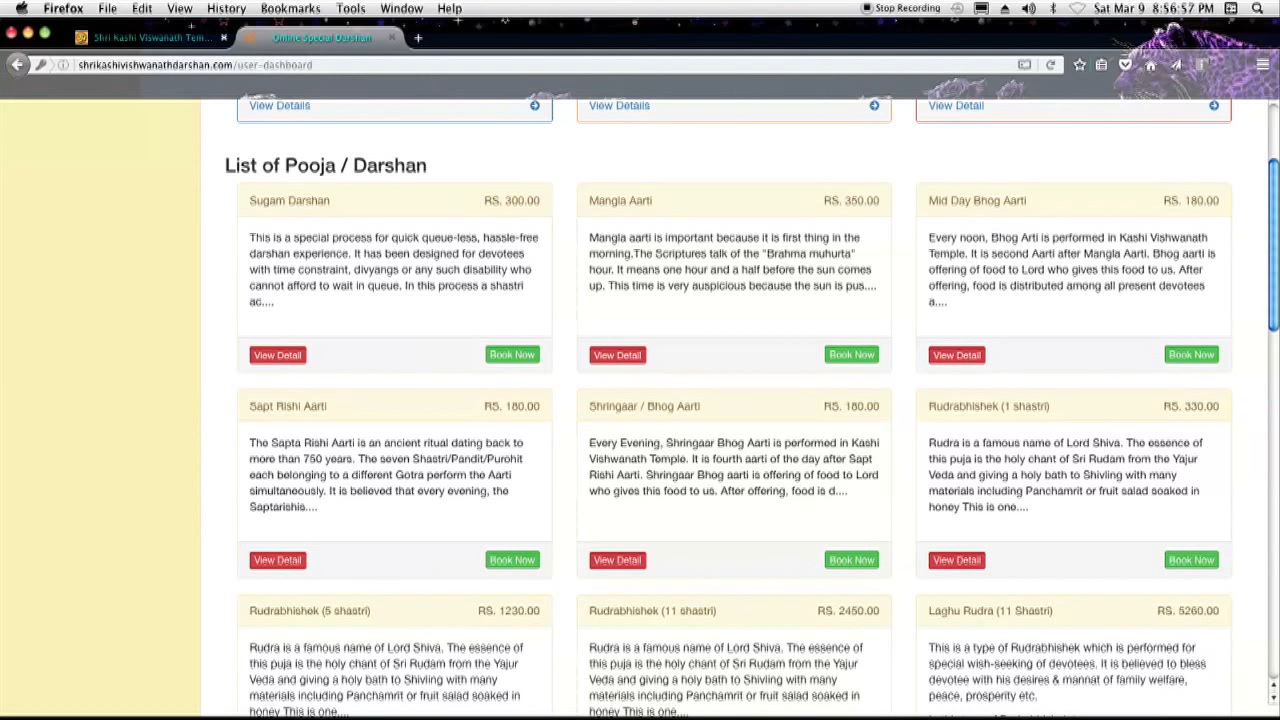 Firefox File Edit View History Bookmarks Tools Window Help Stop Recording Sat Mar 9 8:56:57 PM
Shri Kashi Viswanath Tem... Online Special Darshan
shrikashivishwanathdarshan.com/user-dashboard
View Details View Details View Detail
List of Pooja / Darshan
Sugam Darshan RS. 300.00
This is a special process for quick queue-less, hassle-free
darshan experience. It has been designed for devotees
with time constraint, divyangs or any such disability who
cannot afford to wait in queue. In this process a shastri
ac....
View Detail Book Now
Mangla Aarti RS. 350.00
Mangla aarti is important because it is first thing in the
morning.The Scriptures talk of the "Brahma muhurta"
hour. It means one hour and a half before the sun comes
up. This time is very auspicious because the sun is pus....
View Detail Book Now
Mid Day Bhog Aarti RS. 180.00
Every noon, Bhog Arti is performed in Kashi Vishwanath
Temple. It is second Aarti after Mangla Aarti. Bhog aarti is
offering of food to Lord who gives this food to us. After
offering, food is distributed among all present devotees
a....
View Detail Book Now
Sapt Rishi Aarti RS. 180.00
The Sapta Rishi Aarti is an ancient ritual dating back to
more than 750 years. The seven Shastri/Pandit/Purohit
each belonging to a different Gotra perform the Aarti
simultaneously. It is believed that every evening, the
Saptarishis....
View Detail Book Now
Shringaar / Bhog Aarti RS. 180.00
Every Evening, Shringaar Bhog Aarti is performed in Kashi
Vishwanath Temple. It is fourth aarti of the day after Sapt
Rishi Aarti. Shringaar Bhog aarti is offering of food to Lord
who gives this food to us. After offering, food is d....
View Detail Book Now
Rudrabhishek (1 shastri) RS. 330.00
Rudra is a famous name of Lord Shiva. The essence of
this puja is the holy chant of Sri Rudam from the Yajur
Veda and giving a holy bath to Shivling with many
materials including Panchamrit or fruit salad soaked in
honey This is one....
View Detail Book Now
Rudrabhishek (5 shastri) RS. 1230.00
Rudra is a famous name of Lord Shiva. The essence of
this puja is the holy chant of Sri Rudam from the Yajur
Veda and giving a holy bath to Shivling with many
materials including Panchamrit or fruit salad soaked in
honey This is one....
Rudrabhishek (11 shastri) RS. 2450.00
Rudra is a famous name of Lord Shiva. The essence of
this puja is the holy chant of Sri Rudam from the Yajur
Veda and giving a holy bath to Shivling with many
materials including Panchamrit or fruit salad soaked in
honey This is one....
Laghu Rudra (11 Shastri) RS. 5260.00
This is a type of Rudrabhishek which is performed for
special wish-seeking of devotees. It is believed to bless
devotee with his desires & mannat of family welfare,
peace, prosperity etc.